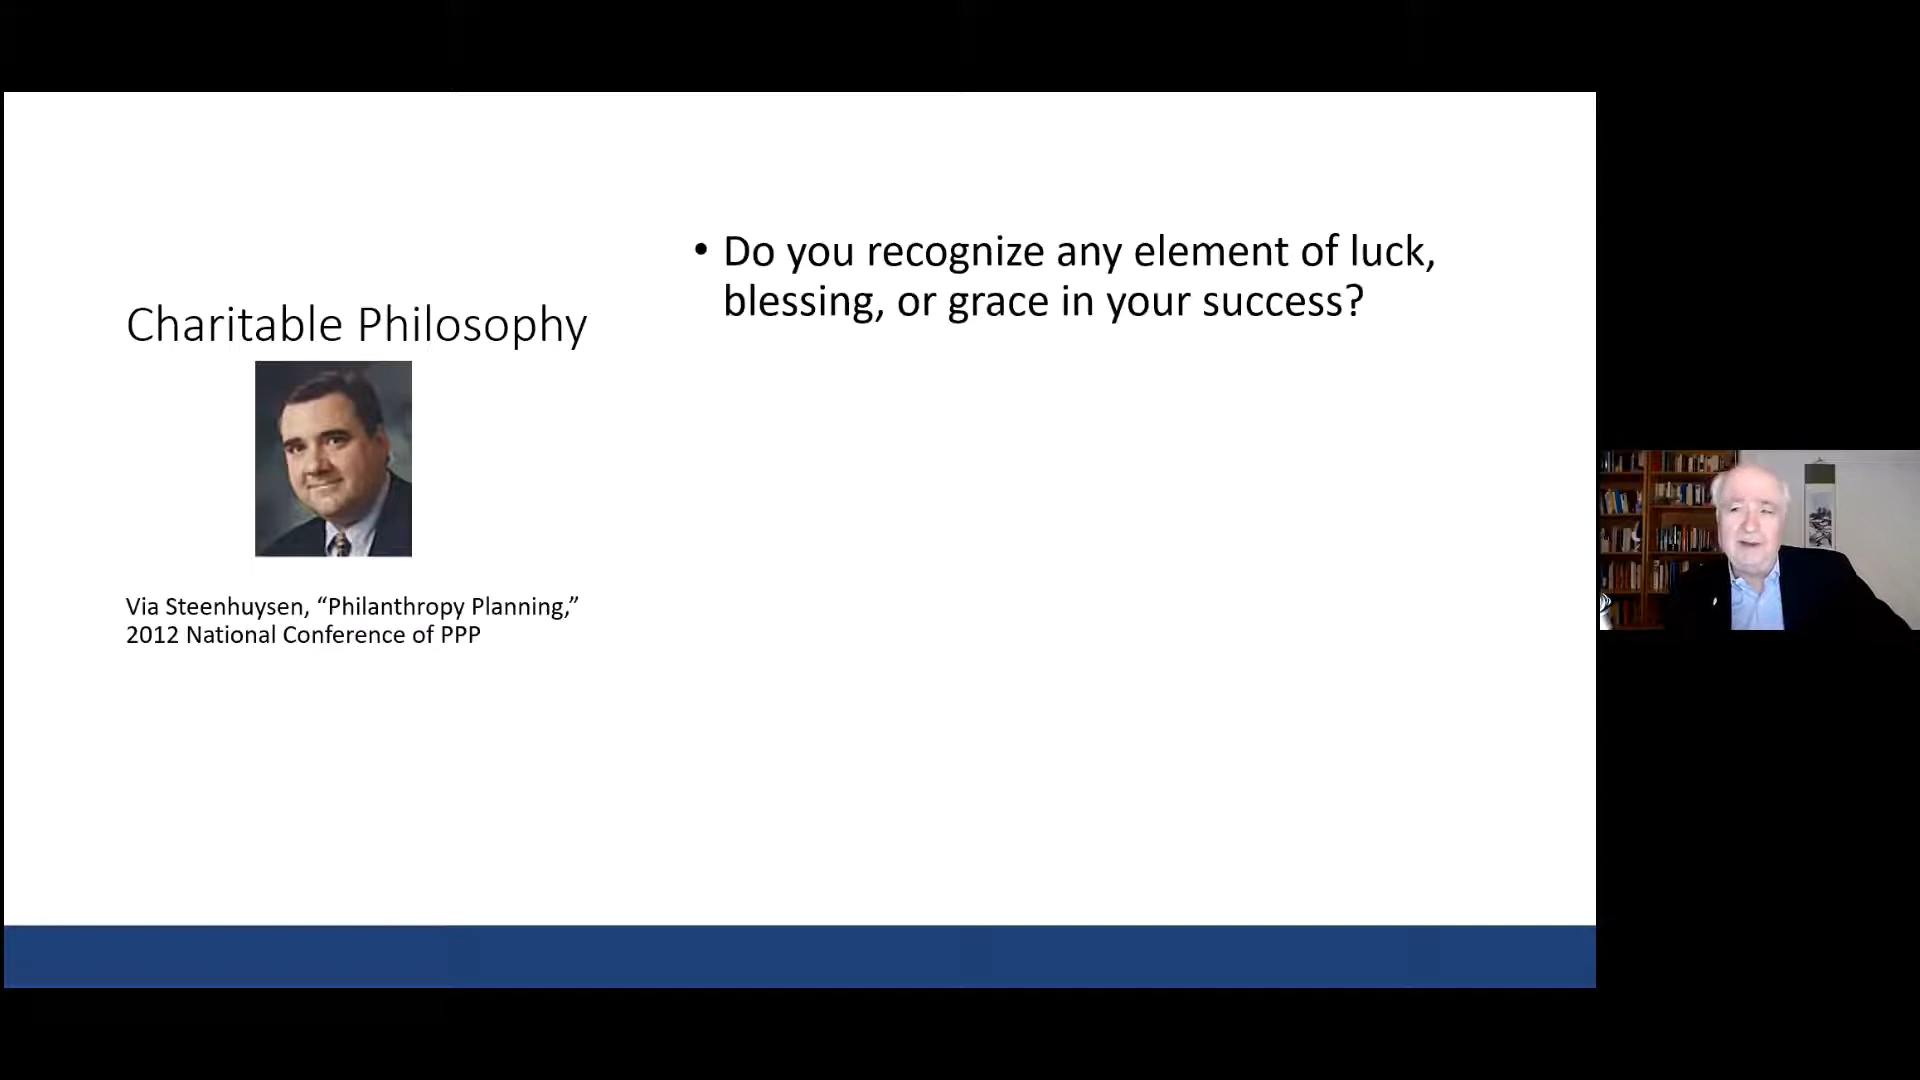 Charitable Philosophy
Via Steenhuysen, “Philanthropy Planning,”
2012 National Conference of PPP
• Do you recognize any element of luck,
blessing, or grace in your success?